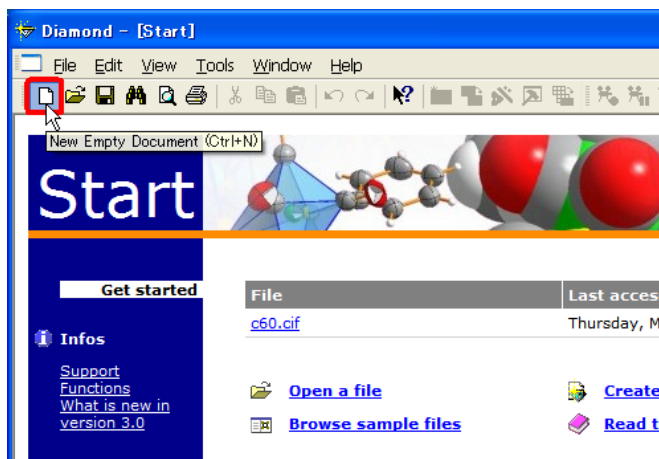 Diamond - [Start]
File Edit View Tools Window Help
New Empty Document (Ctrl+N)
Start
Get started
File Last acces
c60.cif Thursday, M
Infos
Support
Functions
What is new in
version 3.0
Open a file Create
Browse sample files Read t